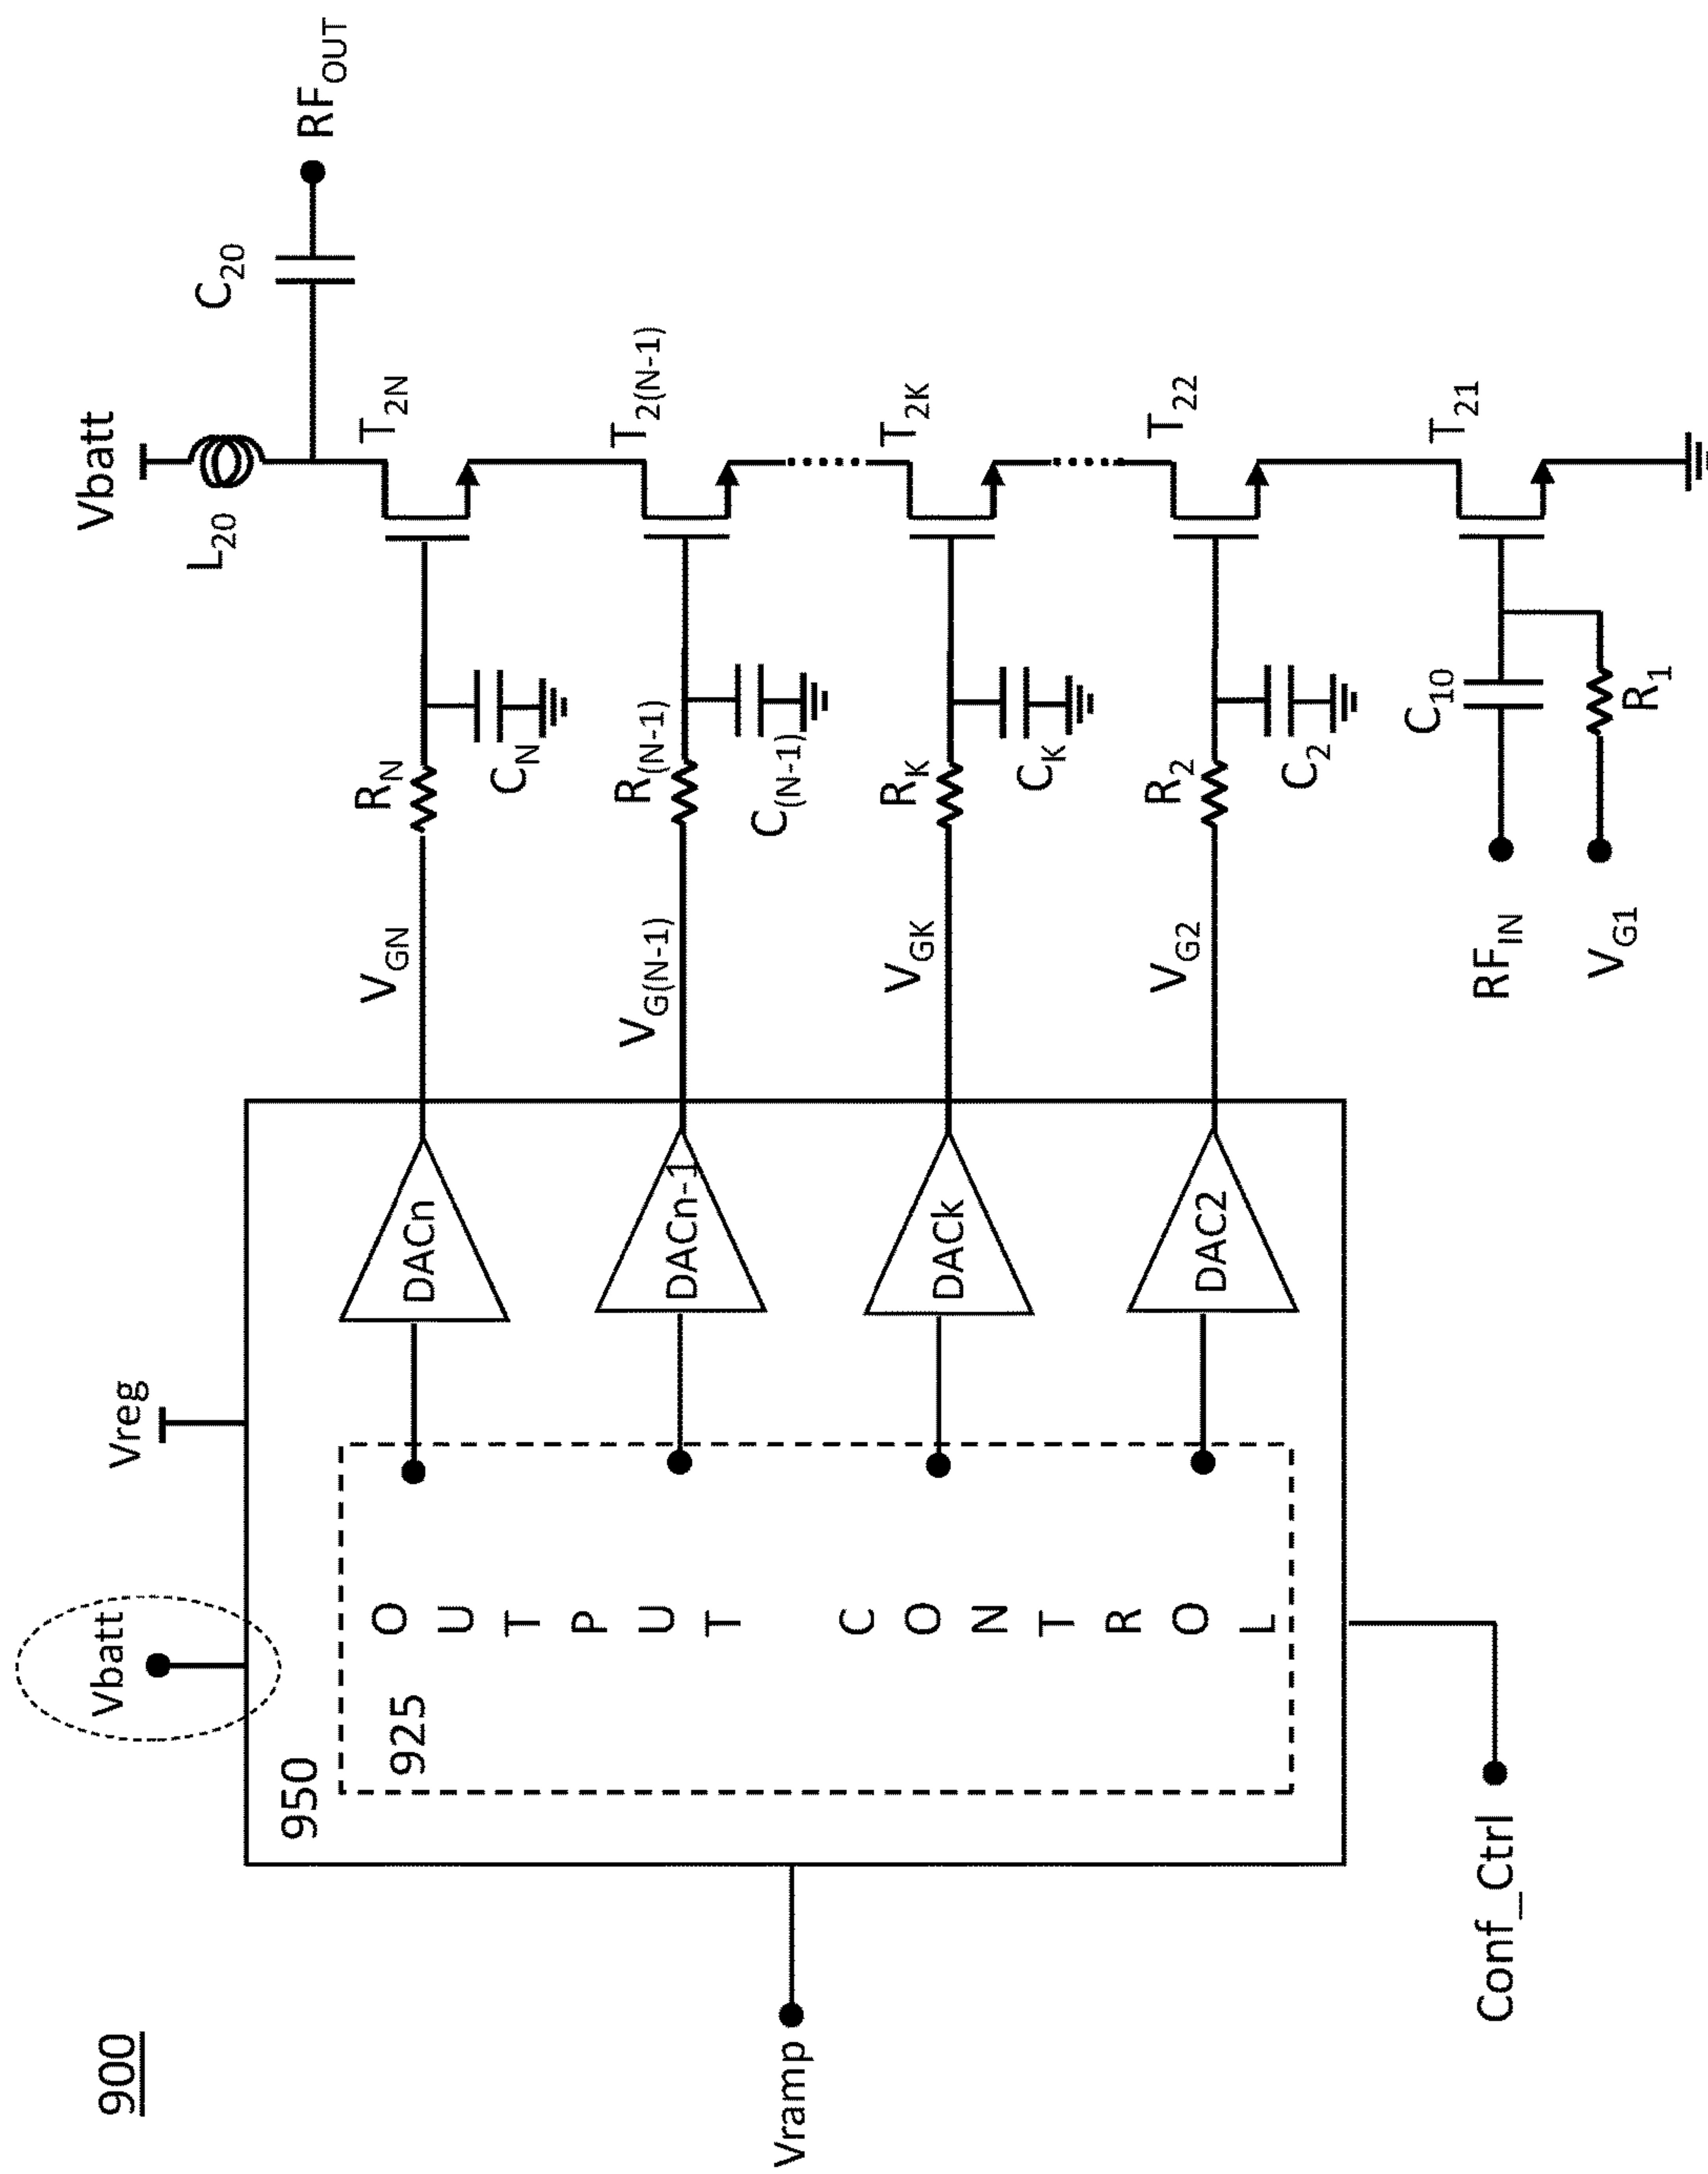 900
Vbatt
Vreg
Vbatt
L20
C20
RFOUT
950
925
OUTPUT CONTROL
DACn
VGN
RN
CN
T2N
DACn-1
VG(N-1)
R(N-1)
C(N-1)
T2(N-1)
Vramp
DACk
VGK
RK
CK
T2K
DAC2
VG2
R2
C2
T22
Conf_Ctrl
RFIN
C10
T21
VG1
R1